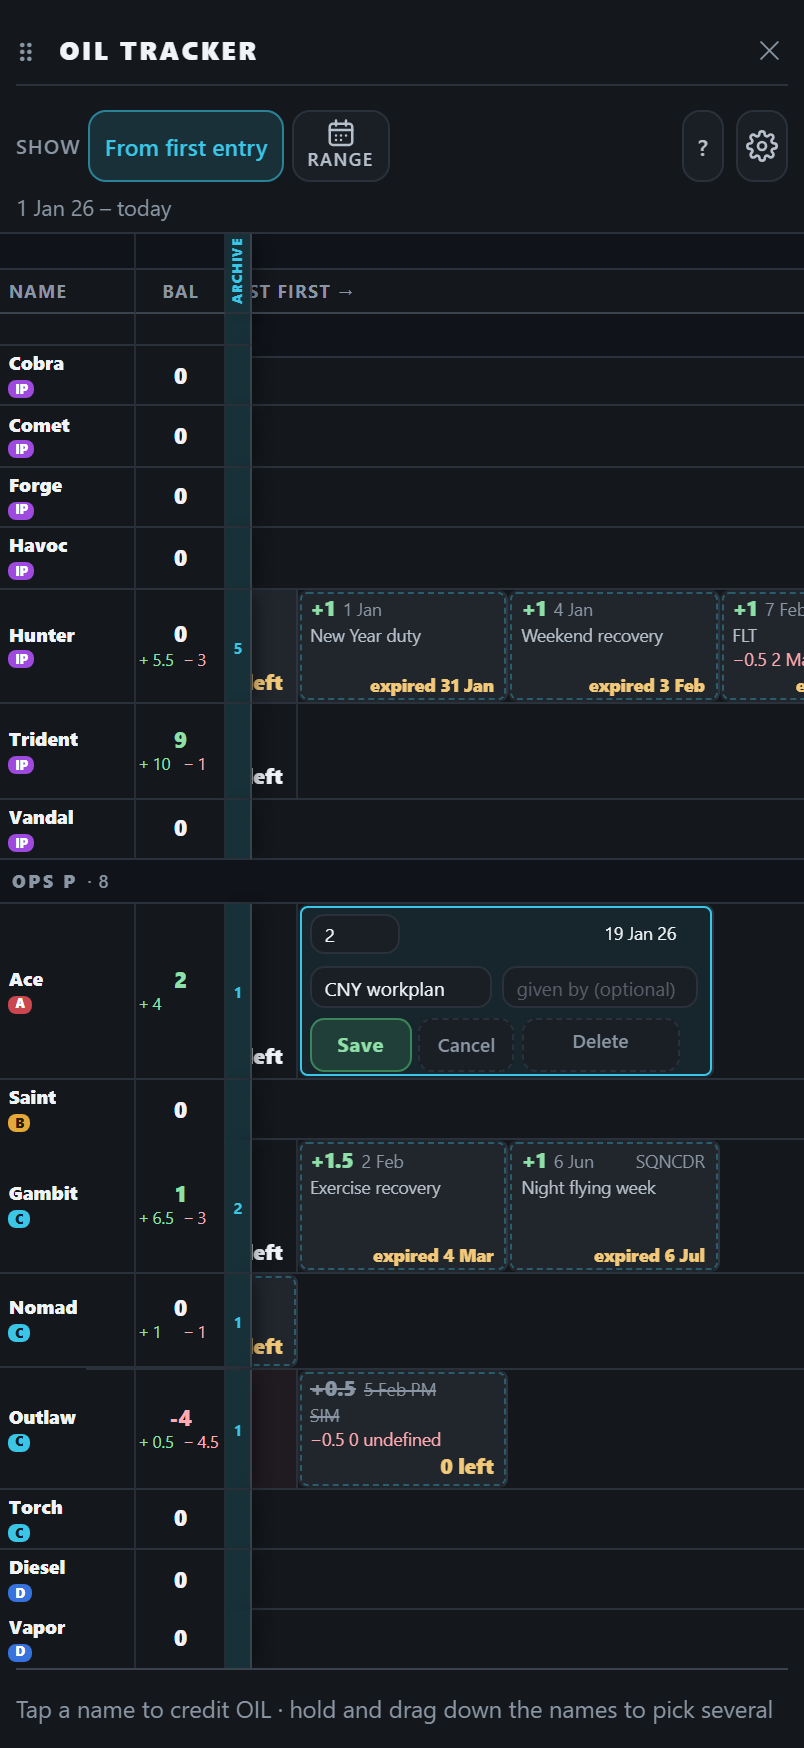 OIL TRACKER
SHOW From first entry RANGE ?
1 Jan 26 – today
ARCHIVE
NAME BAL ST FIRST →
Cobra 0
IP
Comet 0
IP
Forge 0
IP
Havoc 0
IP
Hunter 0
IP + 5.5 − 3 5
left
+1 1 Jan
New Year duty
expired 31 Jan
+1 4 Jan
Weekend recovery
expired 3 Feb
+1 7 Feb
FLT
−0.5 2 Ma
e
Trident 9
IP + 10 − 1
left
Vandal 0
IP
OPS P · 8
Ace 2
A + 4 1
left
2 19 Jan 26
CNY workplan given by (optional)
Save Cancel Delete
Saint 0
B
Gambit 1
C + 6.5 − 3 2
left
+1.5 2 Feb
Exercise recovery
expired 4 Mar
+1 6 Jun SQNCDR
Night flying week
expired 6 Jul
Nomad 0
C + 1 − 1 1
left
Outlaw -4
C + 0.5 − 4.5 1
+0.5 5 Feb PM
SIM
−0.5 0 undefined
0 left
Torch 0
C
Diesel 0
D
Vapor 0
D
Tap a name to credit OIL · hold and drag down the names to pick several